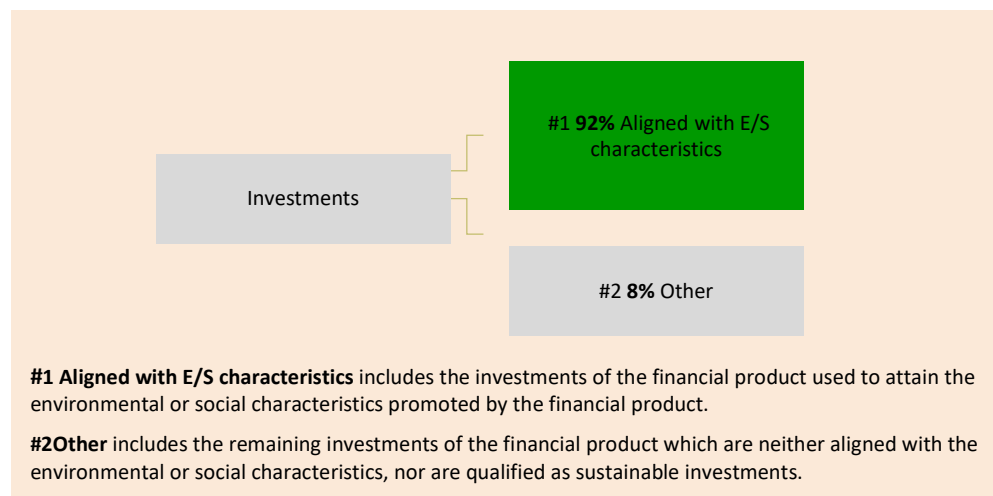 #1 92% Aligned with E/S
characteristics
Investments
#2 8% Other
#1 Aligned with E/S characteristics includes the investments of the financial product used to attain the
environmental or social characteristics promoted by the financial product.
#2Other includes the remaining investments of the financial product which are neither aligned with the
environmental or social characteristics, nor are qualified as sustainable investments.